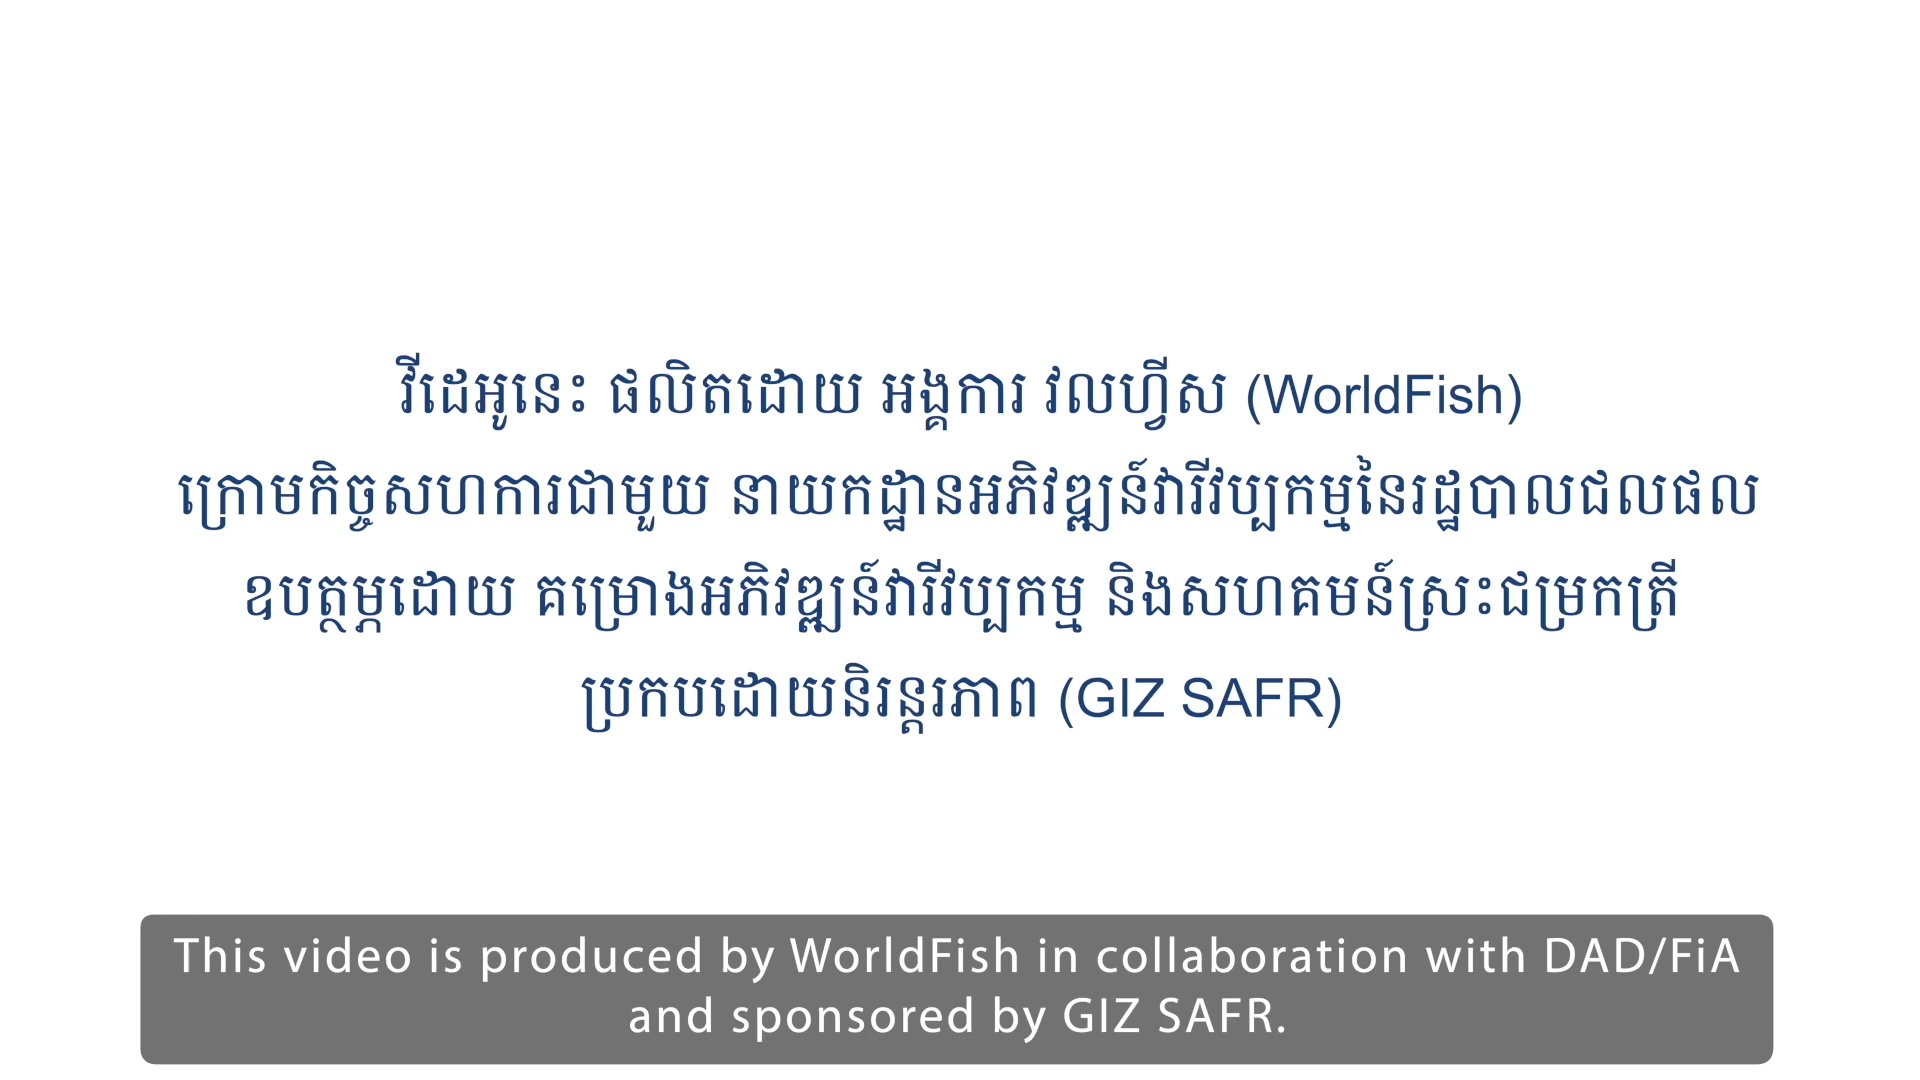 វីដេអូនេះ ផលិតដោយ អង្គការ វលហ្វីស (WorldFish)
ក្រោមកិច្ចសហការជាមួយ នាយកដ្ឋានអភិវឌ្ឍន៍វារីវប្បកម្មនៃរដ្ឋបាលជលផល
ឧបត្ថម្ភដោយ គម្រោងអភិវឌ្ឍន៍វារីវប្បកម្ម និងសហគមន៍ស្រះជម្រកត្រី
ប្រកបដោយនិរន្តរភាព (GIZ SAFR)
This video is produced by WorldFish in collaboration with DAD/FiA
and sponsored by GIZ SAFR.